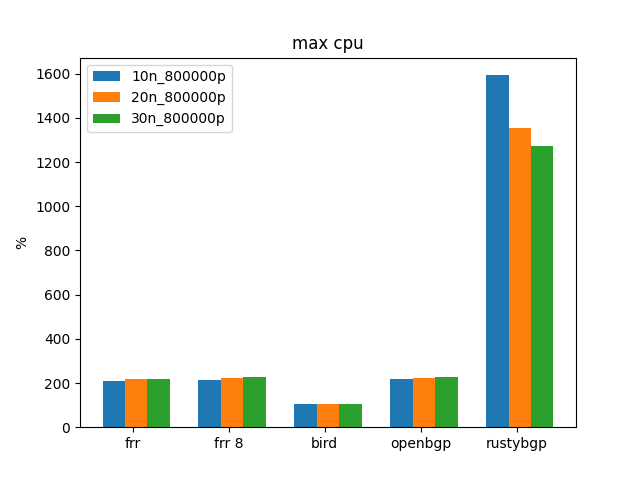 max cpu
10n_800000p
20n_800000p
30n_800000p
%
1600
1400
1200
1000
800
600
400
200
0
frr
frr 8
bird
openbgp
rustybgp